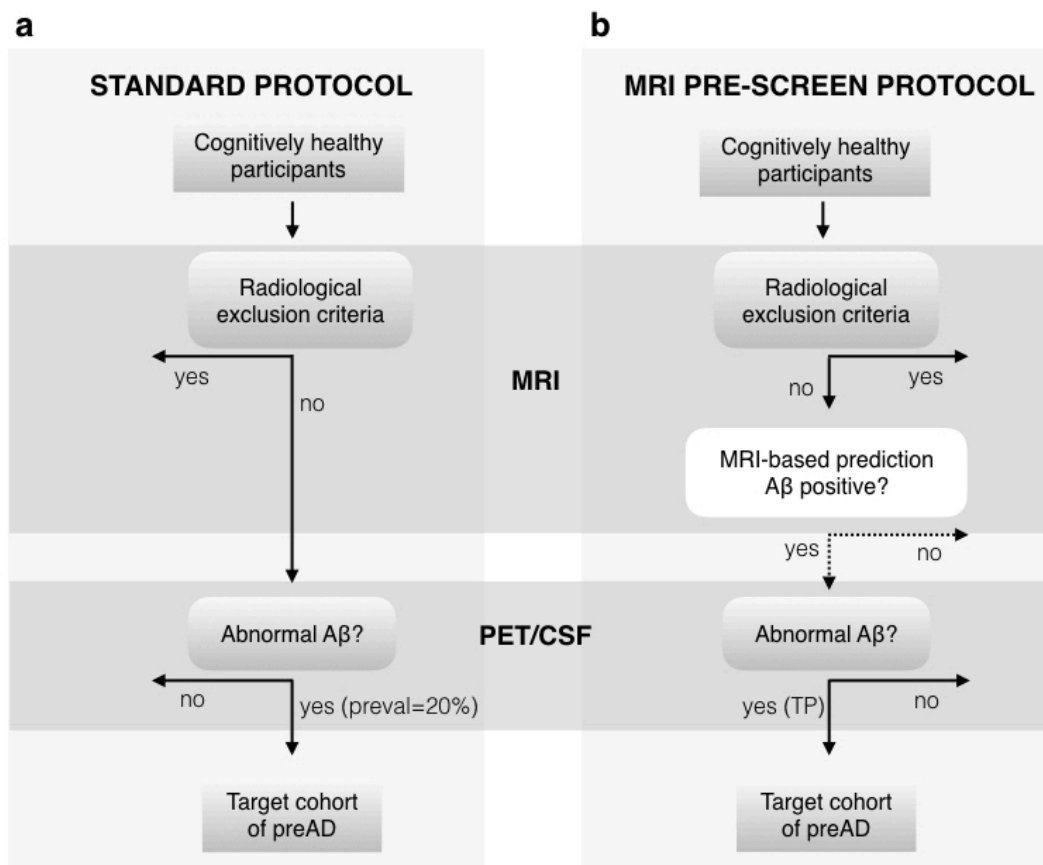 a
STANDARD PROTOCOL
Cognitively healthy
participants
Radiological
exclusion criteria
yes
no
MRI
Abnormal Aβ?
PET/CSF
no
yes (preval=20%)
Target cohort
of preAD
b
MRI PRE-SCREEN PROTOCOL
Cognitively healthy
participants
Radiological
exclusion criteria
no
yes
MRI-based prediction
Aβ positive?
yes
no
Abnormal Aβ?
yes (TP)
no
Target cohort
of preAD